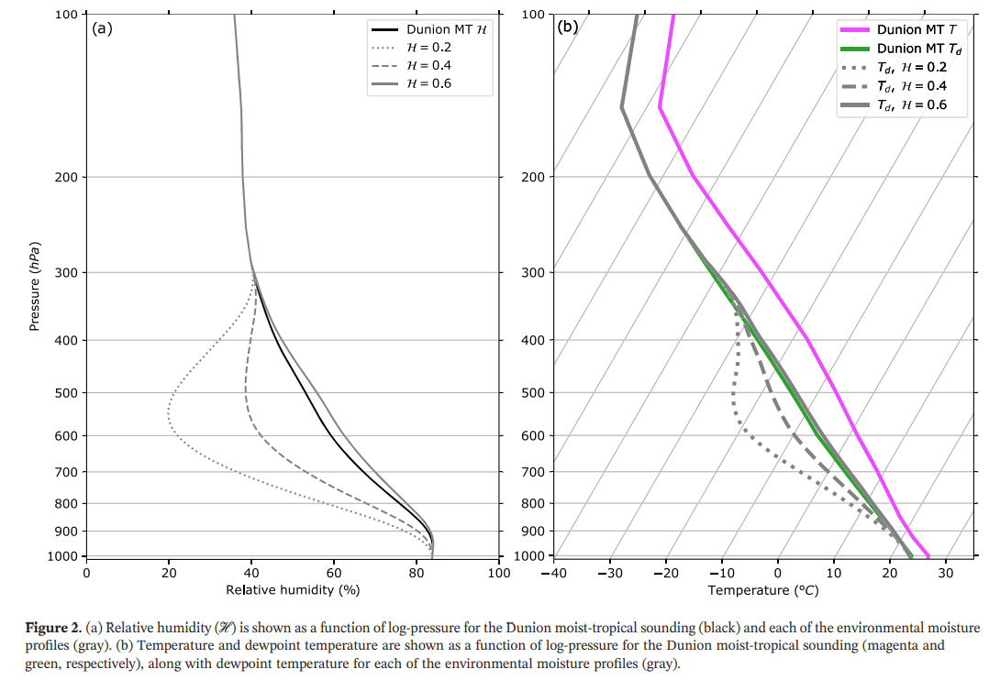 (a)
Dunion MT ℋ
ℋ = 0.2
ℋ = 0.4
ℋ = 0.6
100
200
300
400
500
600
700
800
900
1000
Pressure (hPa)
0 20 40 60 80 100
Relative humidity (%)
(b)
Dunion MT T
Dunion MT T_d
T_d, ℋ = 0.2
T_d, ℋ = 0.4
T_d, ℋ = 0.6
100
200
300
400
500
600
700
800
900
1000
−40 −30 −20 −10 0 10 20 30
Temperature (°C)
Figure 2. (a) Relative humidity (ℋ) is shown as a function of log-pressure for the Dunion moist-tropical sounding (black) and each of the environmental moisture
profiles (gray). (b) Temperature and dewpoint temperature are shown as a function of log-pressure for the Dunion moist-tropical sounding (magenta and
green, respectively), along with dewpoint temperature for each of the environmental moisture profiles (gray).